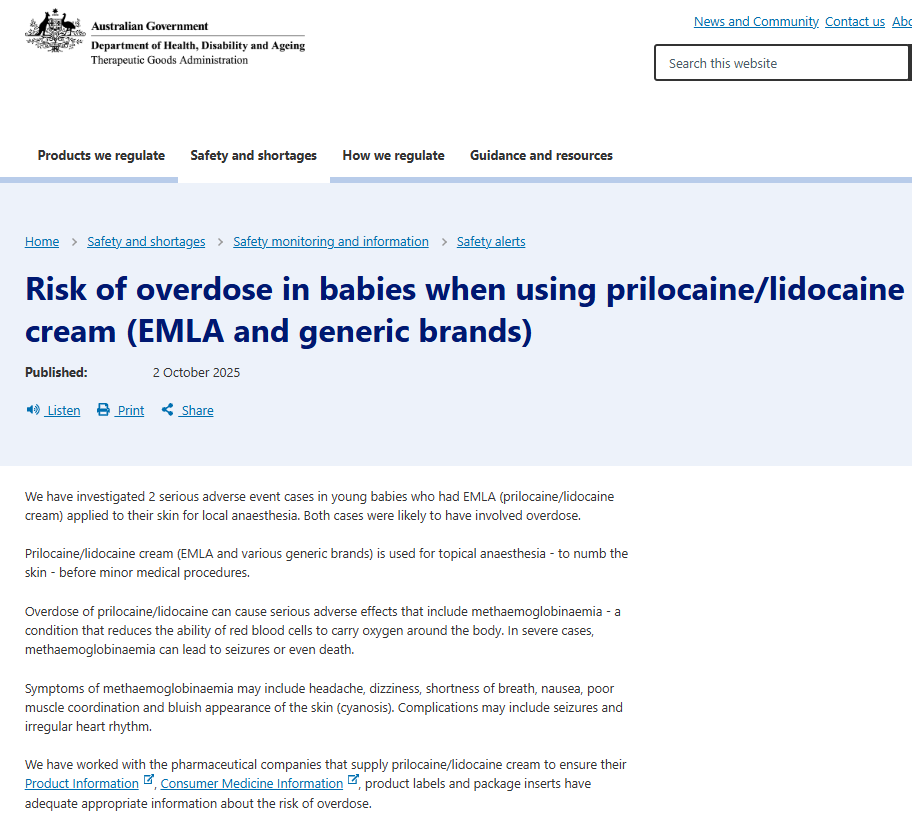 Australian Government
Department of Health, Disability and Ageing
Therapeutic Goods Administration
News and Community Contact us Abo
Search this website
Products we regulate Safety and shortages How we regulate Guidance and resources
Home > Safety and shortages > Safety monitoring and information > Safety alerts
Risk of overdose in babies when using prilocaine/lidocaine
cream (EMLA and generic brands)
Published: 2 October 2025
Listen Print Share
We have investigated 2 serious adverse event cases in young babies who had EMLA (prilocaine/lidocaine
cream) applied to their skin for local anaesthesia. Both cases were likely to have involved overdose.
Prilocaine/lidocaine cream (EMLA and various generic brands) is used for topical anaesthesia - to numb the
skin - before minor medical procedures.
Overdose of prilocaine/lidocaine can cause serious adverse effects that include methaemoglobinaemia - a
condition that reduces the ability of red blood cells to carry oxygen around the body. In severe cases,
methaemoglobinaemia can lead to seizures or even death.
Symptoms of methaemoglobinaemia may include headache, dizziness, shortness of breath, nausea, poor
muscle coordination and bluish appearance of the skin (cyanosis). Complications may include seizures and
irregular heart rhythm.
We have worked with the pharmaceutical companies that supply prilocaine/lidocaine cream to ensure their
Product Information, Consumer Medicine Information, product labels and package inserts have
adequate appropriate information about the risk of overdose.